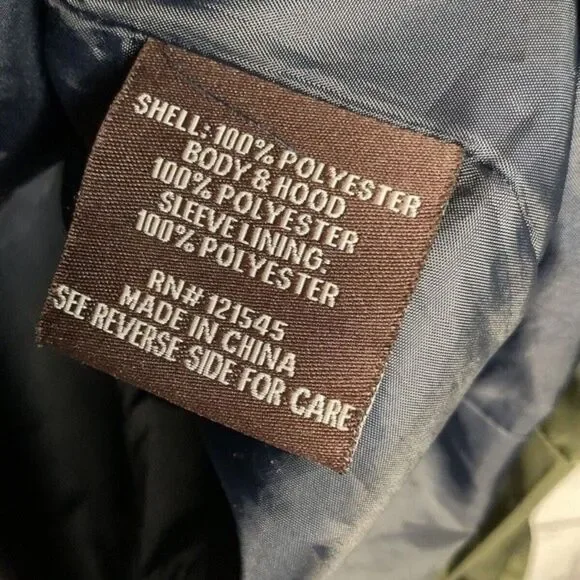 SHELL: 100% POLYESTER
BODY & HOOD
100% POLYESTER
SLEEVE LINING:
100% POLYESTER
RN# 121545
MADE IN CHINA
SEE REVERSE SIDE FOR CARE